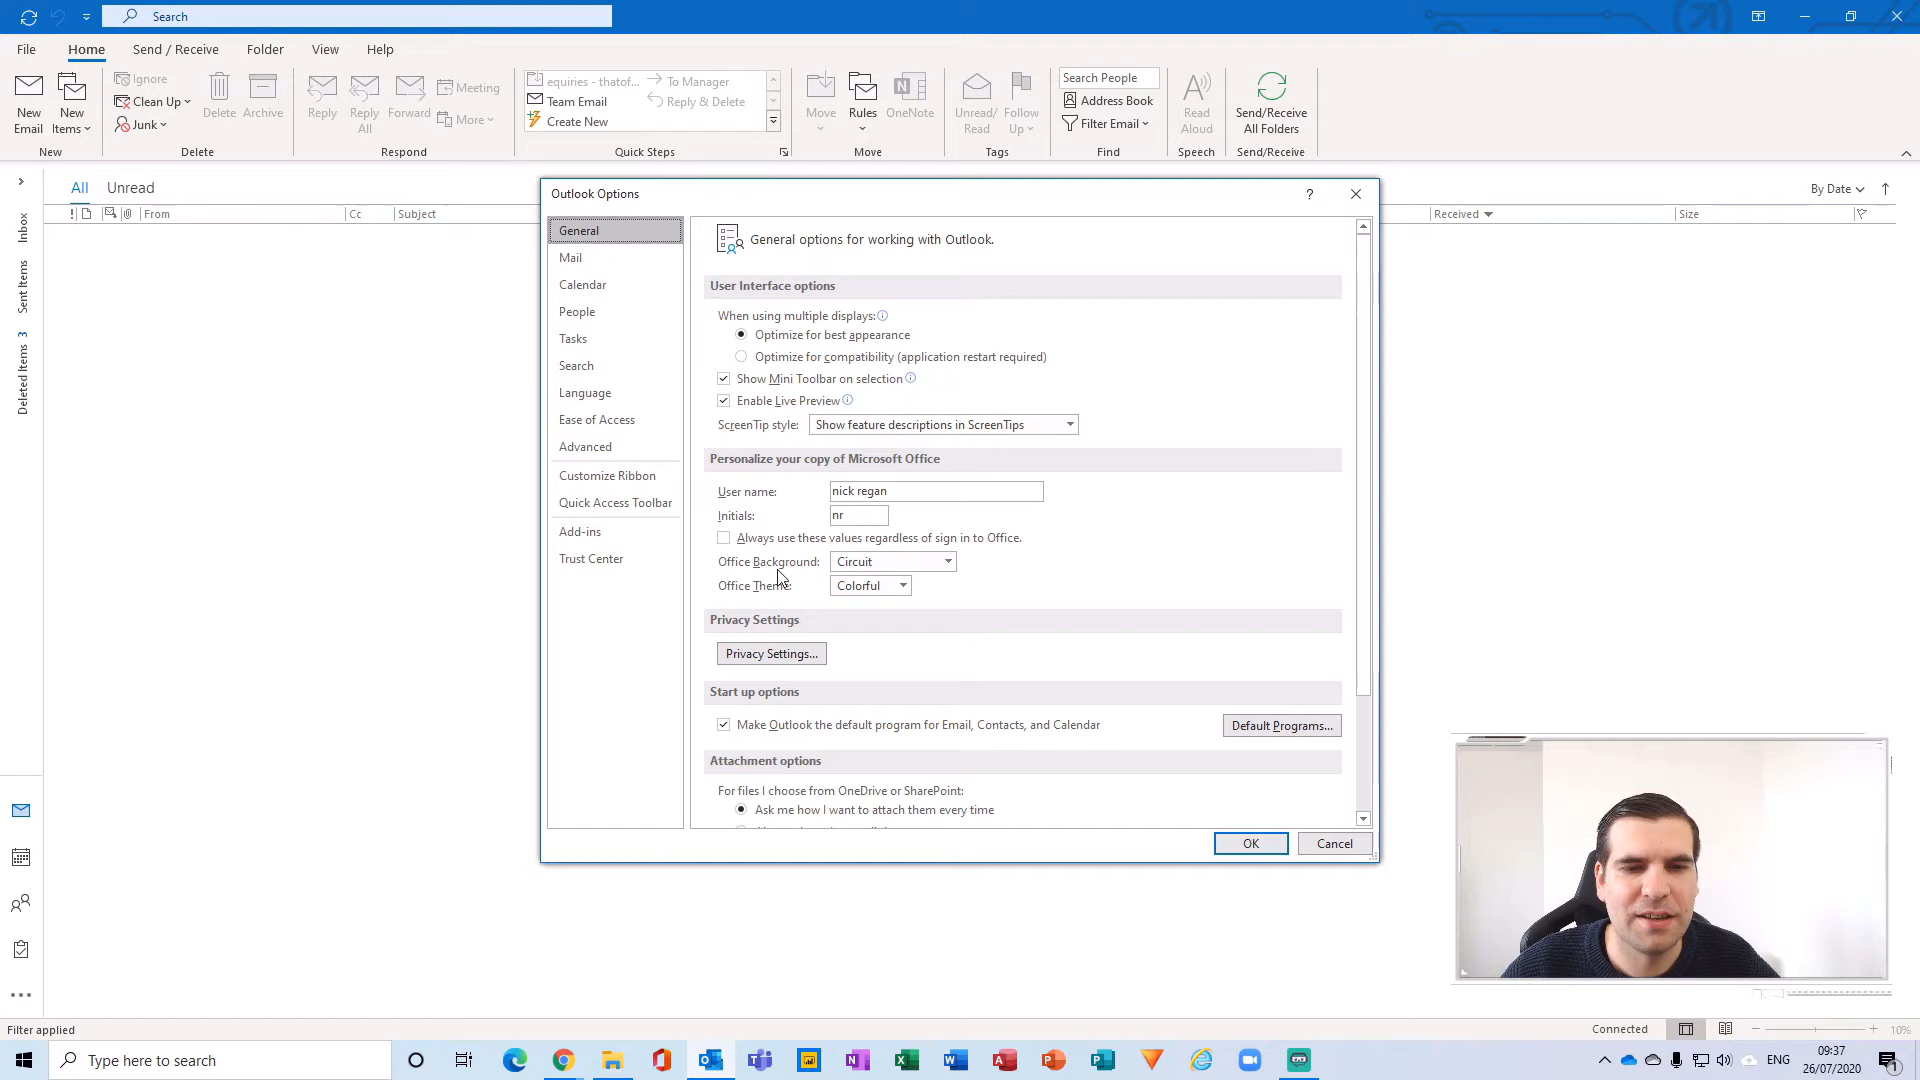 Search
File Home Send / Receive Folder View Help
New Email
New Items
New
Ignore
Clean Up
Junk
Delete
Archive
Delete
Reply
Reply All
Forward
Meeting
More
Respond
equiries - thatof...
Team Email
Create New
To Manager
Reply & Delete
Quick Steps
Move
Rules
OneNote
Move
Unread/ Read
Follow Up
Tags
Search People
Address Book
Filter Email
Find
Read Aloud
Speech
Send/Receive All Folders
Send/Receive
All Unread
By Date
From Cc Subject Received Size
Inbox
Sent Items
Deleted Items 3
Outlook Options
General
Mail
Calendar
People
Tasks
Search
Language
Ease of Access
Advanced
Customize Ribbon
Quick Access Toolbar
Add-ins
Trust Center
General options for working with Outlook.
User Interface options
When using multiple displays:
Optimize for best appearance
Optimize for compatibility (application restart required)
Show Mini Toolbar on selection
Enable Live Preview
ScreenTip style: Show feature descriptions in ScreenTips
Personalize your copy of Microsoft Office
User name: nick regan
Initials: nr
Always use these values regardless of sign in to Office.
Office Background: Circuit
Office Theme: Colorful
Privacy Settings
Privacy Settings...
Start up options
Make Outlook the default program for Email, Contacts, and Calendar
Default Programs...
Attachment options
For files I choose from OneDrive or SharePoint:
Ask me how I want to attach them every time
OK Cancel
Filter applied
Connected
10%
Type here to search
ENG
09:37
26/07/2020
1